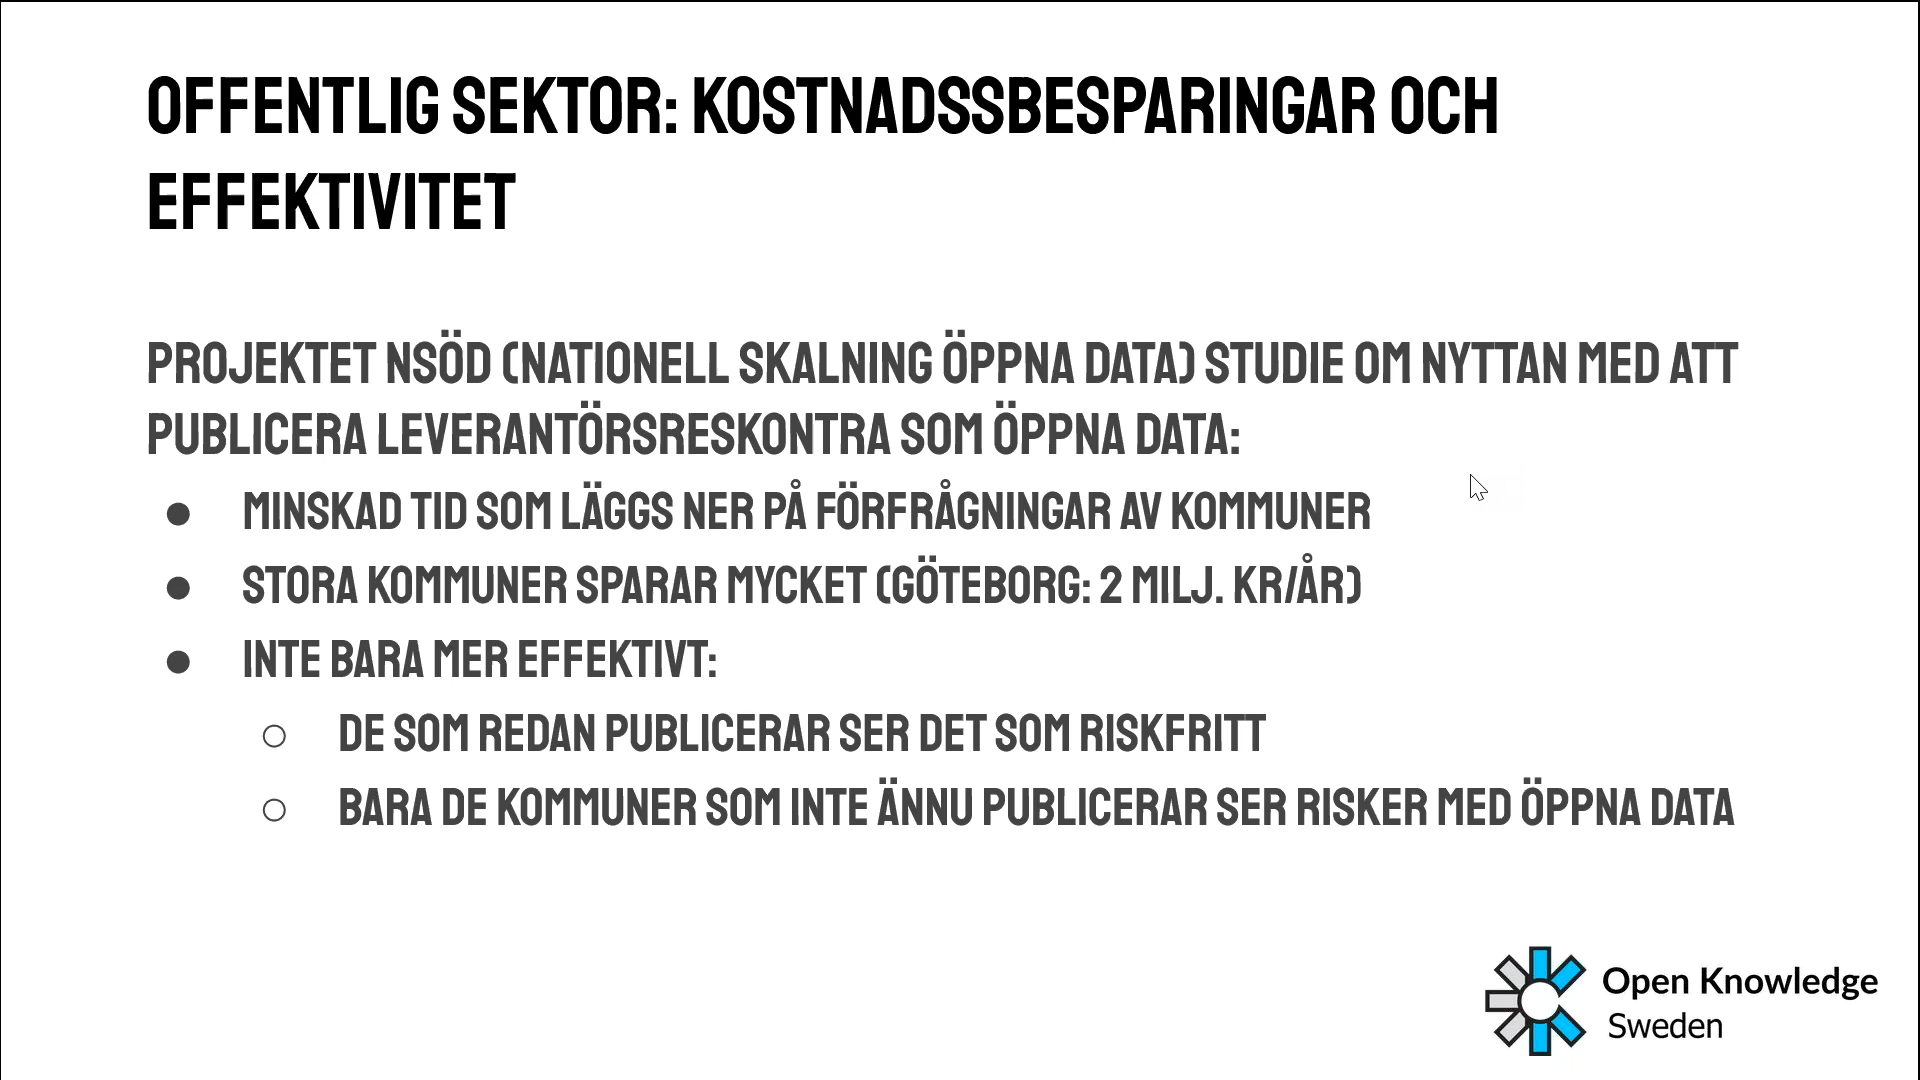 OFFENTLIG SEKTOR: KOSTNADSSBESPARINGAR OCH
EFFEKTIVITET
PROJEKTET NSÖD (NATIONELL SKALNING ÖPPNA DATA) STUDIE OM NYTTAN MED ATT
PUBLICERA LEVERANTÖRSRESKONTRA SOM ÖPPNA DATA:
● MINSKAD TID SOM LÄGGS NER PÅ FÖRFRÅGNINGAR AV KOMMUNER
● STORA KOMMUNER SPARAR MYCKET (GÖTEBORG: 2 MILJ. KR/ÅR)
● INTE BARA MER EFFEKTIVT:
○ DE SOM REDAN PUBLICERAR SER DET SOM RISKFRITT
○ BARA DE KOMMUNER SOM INTE ÄNNU PUBLICERAR SER RISKER MED ÖPPNA DATA
Open Knowledge
Sweden